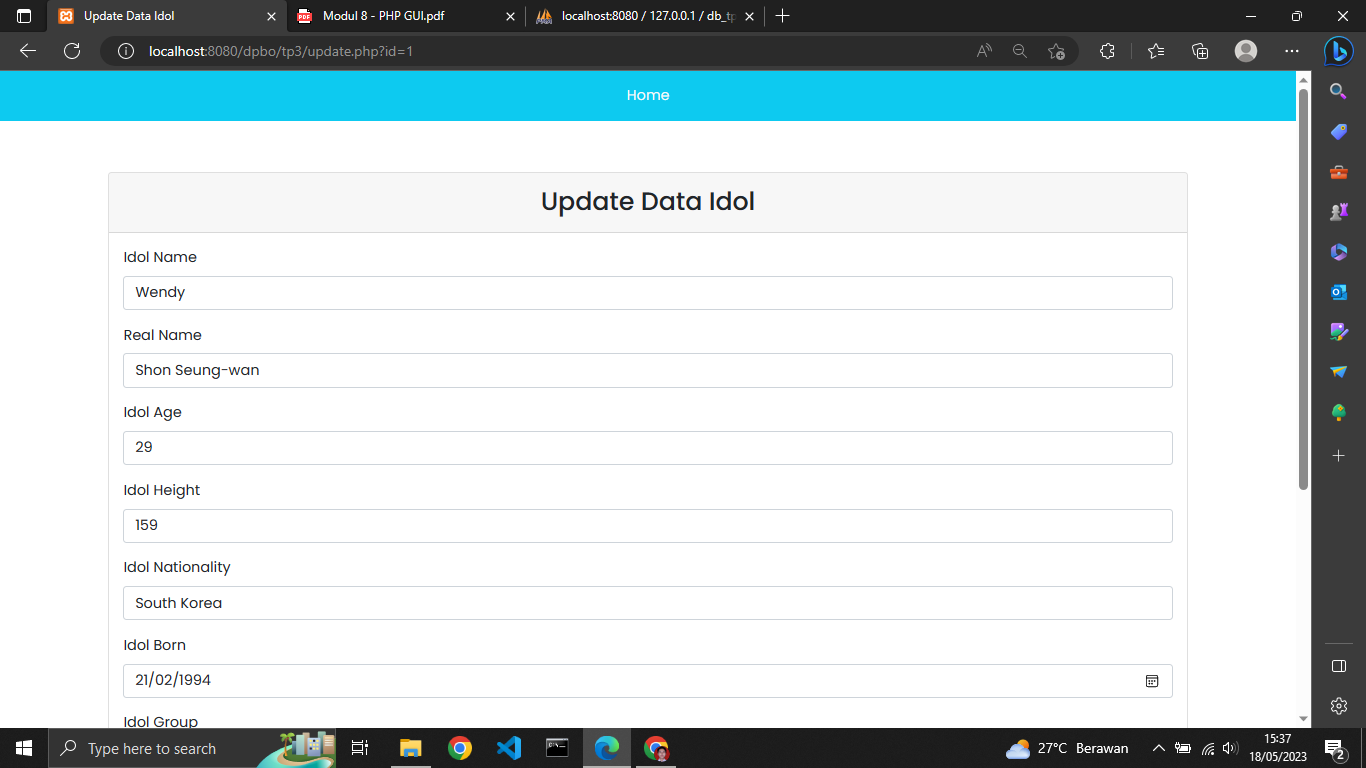 Update Data Idol
Modul 8 - PHP GUI.pdf
localhost:8080 / 127.0.0.1 / db_tp
localhost:8080/dpbo/tp3/update.php?id=1
Home
Update Data Idol
Idol Name
Wendy
Real Name
Shon Seung-wan
Idol Age
29
Idol Height
159
Idol Nationality
South Korea
Idol Born
21/02/1994
Idol Group
Type here to search
27°C Berawan
15:37
18/05/2023
2